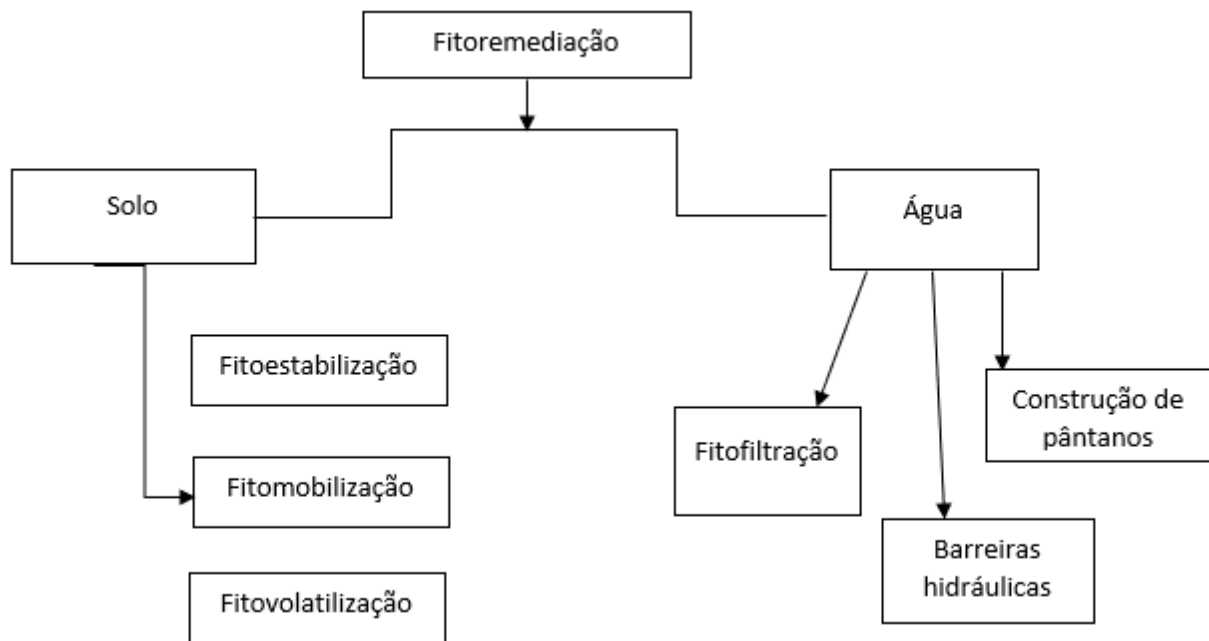 Fitoremediação
Solo
Água
Fitoestabilização
Fitomobilização
Fitovolatilização
Fitofiltração
Barreiras
hidráulicas
Construção de
pântanos